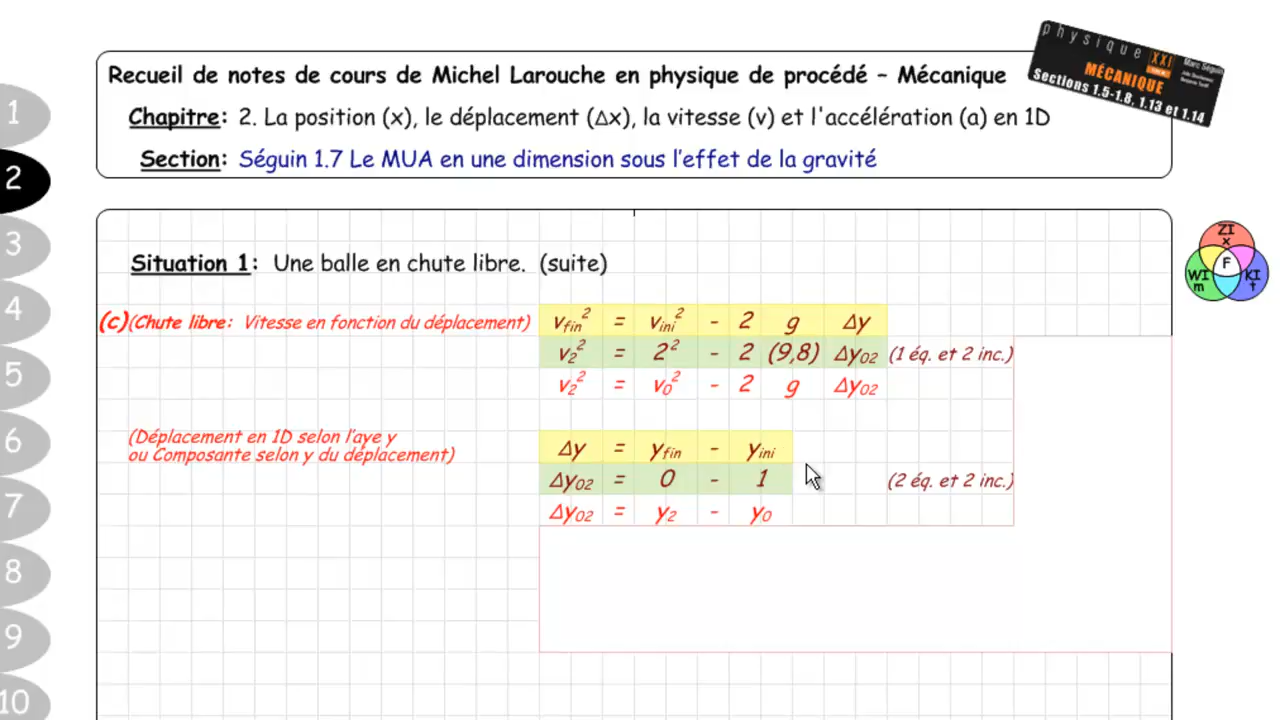 physique XXI
Marc Séguin
MÉCANIQUE
Sections 1.5-1.8, 1.13 et 1.14
Recueil de notes de cours de Michel Larouche en physique de procédé – Mécanique
Chapitre: 2. La position (x), le déplacement (Δx), la vitesse (v) et l'accélération (a) en 1D
Section: Séguin 1.7 Le MUA en une dimension sous l'effet de la gravité
1
2
3
4
5
6
7
8
9
10
ZI
x
F
WI
m
KI
t
Situation 1: Une balle en chute libre. (suite)
(c)(Chute libre: Vitesse en fonction du déplacement) v_fin² = v_ini² - 2 g Δy
v₂² = 2² - 2 (9,8) Δy₀₂ (1 éq. et 2 inc.)
v₂² = v₀² - 2 g Δy₀₂
(Déplacement en 1D selon l'aye y
ou Composante selon y du déplacement)
Δy = y_fin - y_ini
Δy₀₂ = 0 - 1 (2 éq. et 2 inc.)
Δy₀₂ = y₂ - y₀